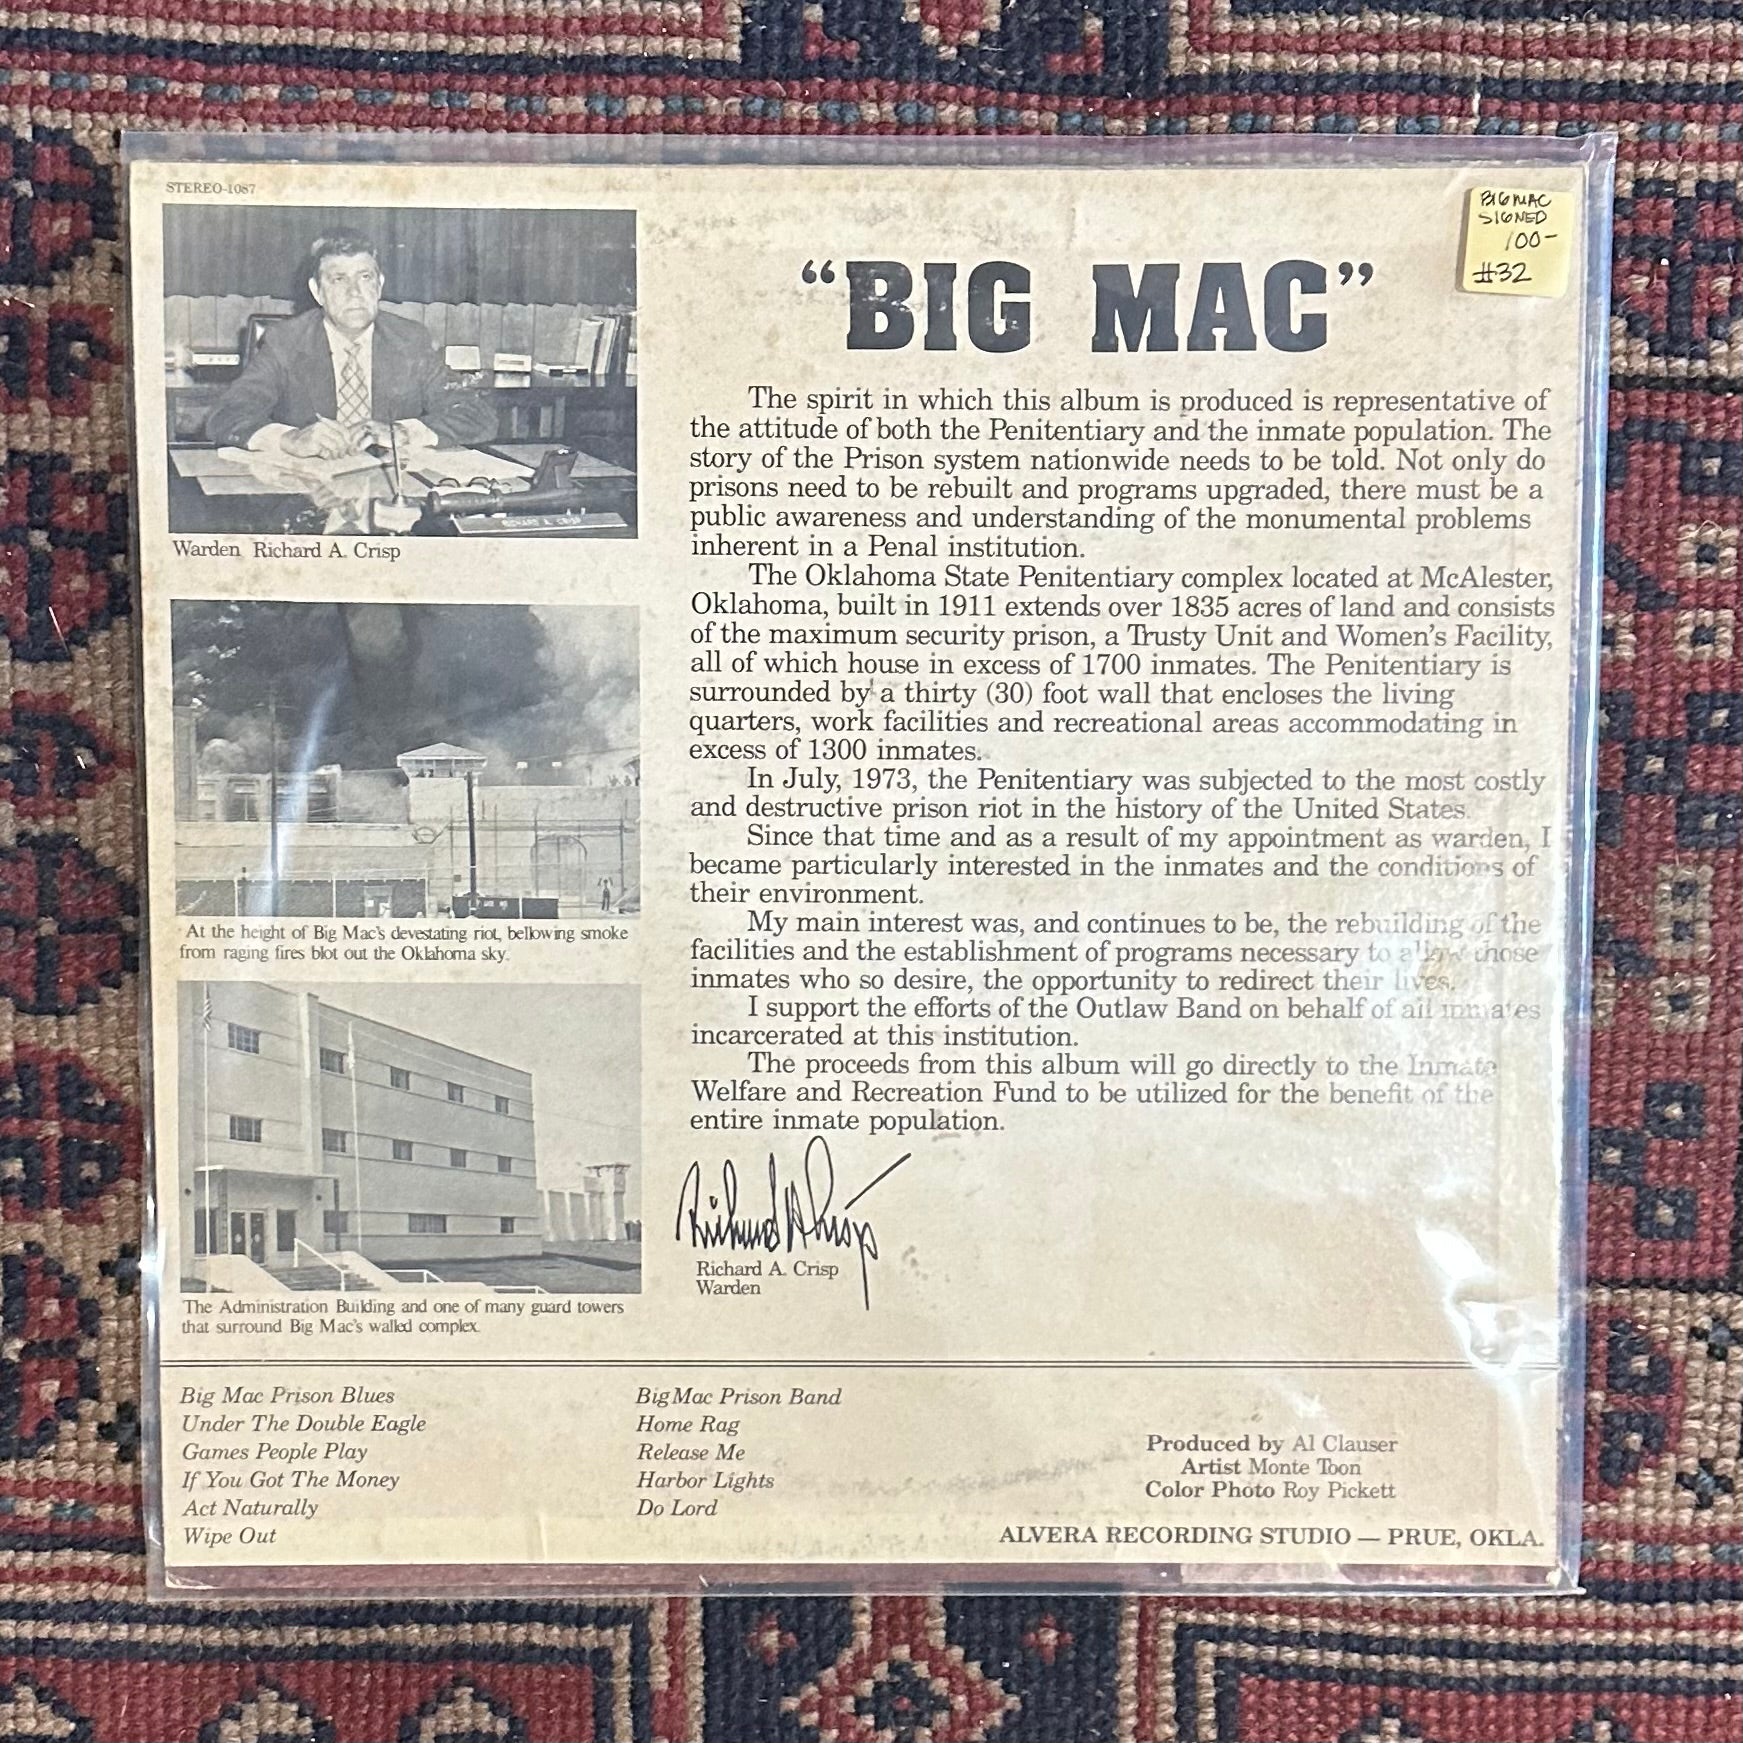 STEREO-1087
BIG MAC
SIGNED
100-
#32
RICHARD A. CRISP
Warden Richard A. Crisp
At the height of Big Mac's devestating riot, bellowing smoke
from raging fires blot out the Oklahoma sky.
The Administration Building and one of many guard towers
that surround Big Mac's walled complex.
“BIG MAC”
The spirit in which this album is produced is representative of
the attitude of both the Penitentiary and the inmate population. The
story of the Prison system nationwide needs to be told. Not only do
prisons need to be rebuilt and programs upgraded, there must be a
public awareness and understanding of the monumental problems
inherent in a Penal institution.
The Oklahoma State Penitentiary complex located at McAlester,
Oklahoma, built in 1911 extends over 1835 acres of land and consists
of the maximum security prison, a Trusty Unit and Women's Facility,
all of which house in excess of 1700 inmates. The Penitentiary is
surrounded by a thirty (30) foot wall that encloses the living
quarters, work facilities and recreational areas accommodating in
excess of 1300 inmates.
In July, 1973, the Penitentiary was subjected to the most costly
and destructive prison riot in the history of the United States.
Since that time and as a result of my appointment as warden, I
became particularly interested in the inmates and the conditions of
their environment.
My main interest was, and continues to be, the rebuilding of the
facilities and the establishment of programs necessary to allow those
inmates who so desire, the opportunity to redirect their lives.
I support the efforts of the Outlaw Band on behalf of all inmates
incarcerated at this institution.
The proceeds from this album will go directly to the Inmate
Welfare and Recreation Fund to be utilized for the benefit of the
entire inmate population.
Richard A Crisp
Richard A. Crisp
Warden
Big Mac Prison Blues
Under The Double Eagle
Games People Play
If You Got The Money
Act Naturally
Wipe Out
Big Mac Prison Band
Home Rag
Release Me
Harbor Lights
Do Lord
Produced by Al Clauser
Artist Monte Toon
Color Photo Roy Pickett
ALVERA RECORDING STUDIO — PRUE, OKLA.